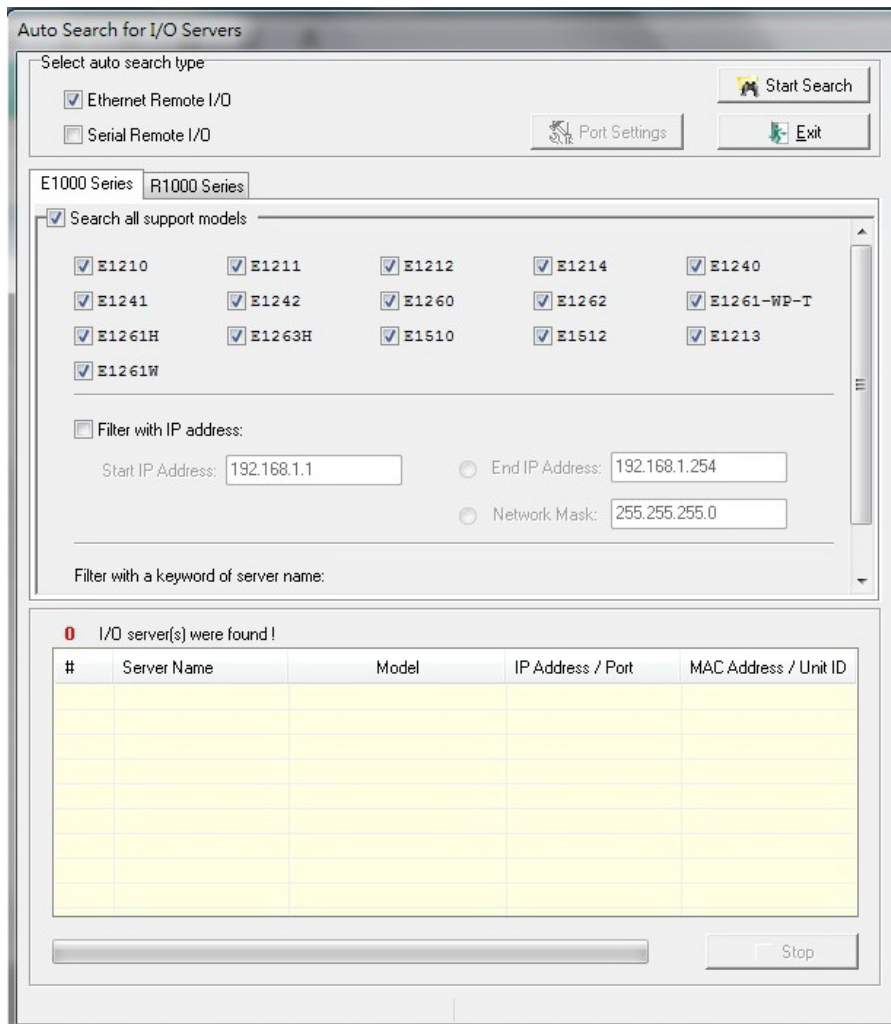 Auto Search for I/O Servers
Select auto search type
Ethernet Remote I/O
Start Search
Serial Remote I/O
Port Settings
Exit
E1000 Series R1000 Series
Search all support models
E1210 E1211 E1212 E1214 E1240
E1241 E1242 E1260 E1262 E1261-WP-T
E1261H E1263H E1510 E1512 E1213
E1261W
Filter with IP address:
Start IP Address: 192.168.1.1 End IP Address: 192.168.1.254
Network Mask: 255.255.255.0
Filter with a keyword of server name:
0 I/O server(s) were found !
# Server Name Model IP Address / Port MAC Address / Unit ID
Stop